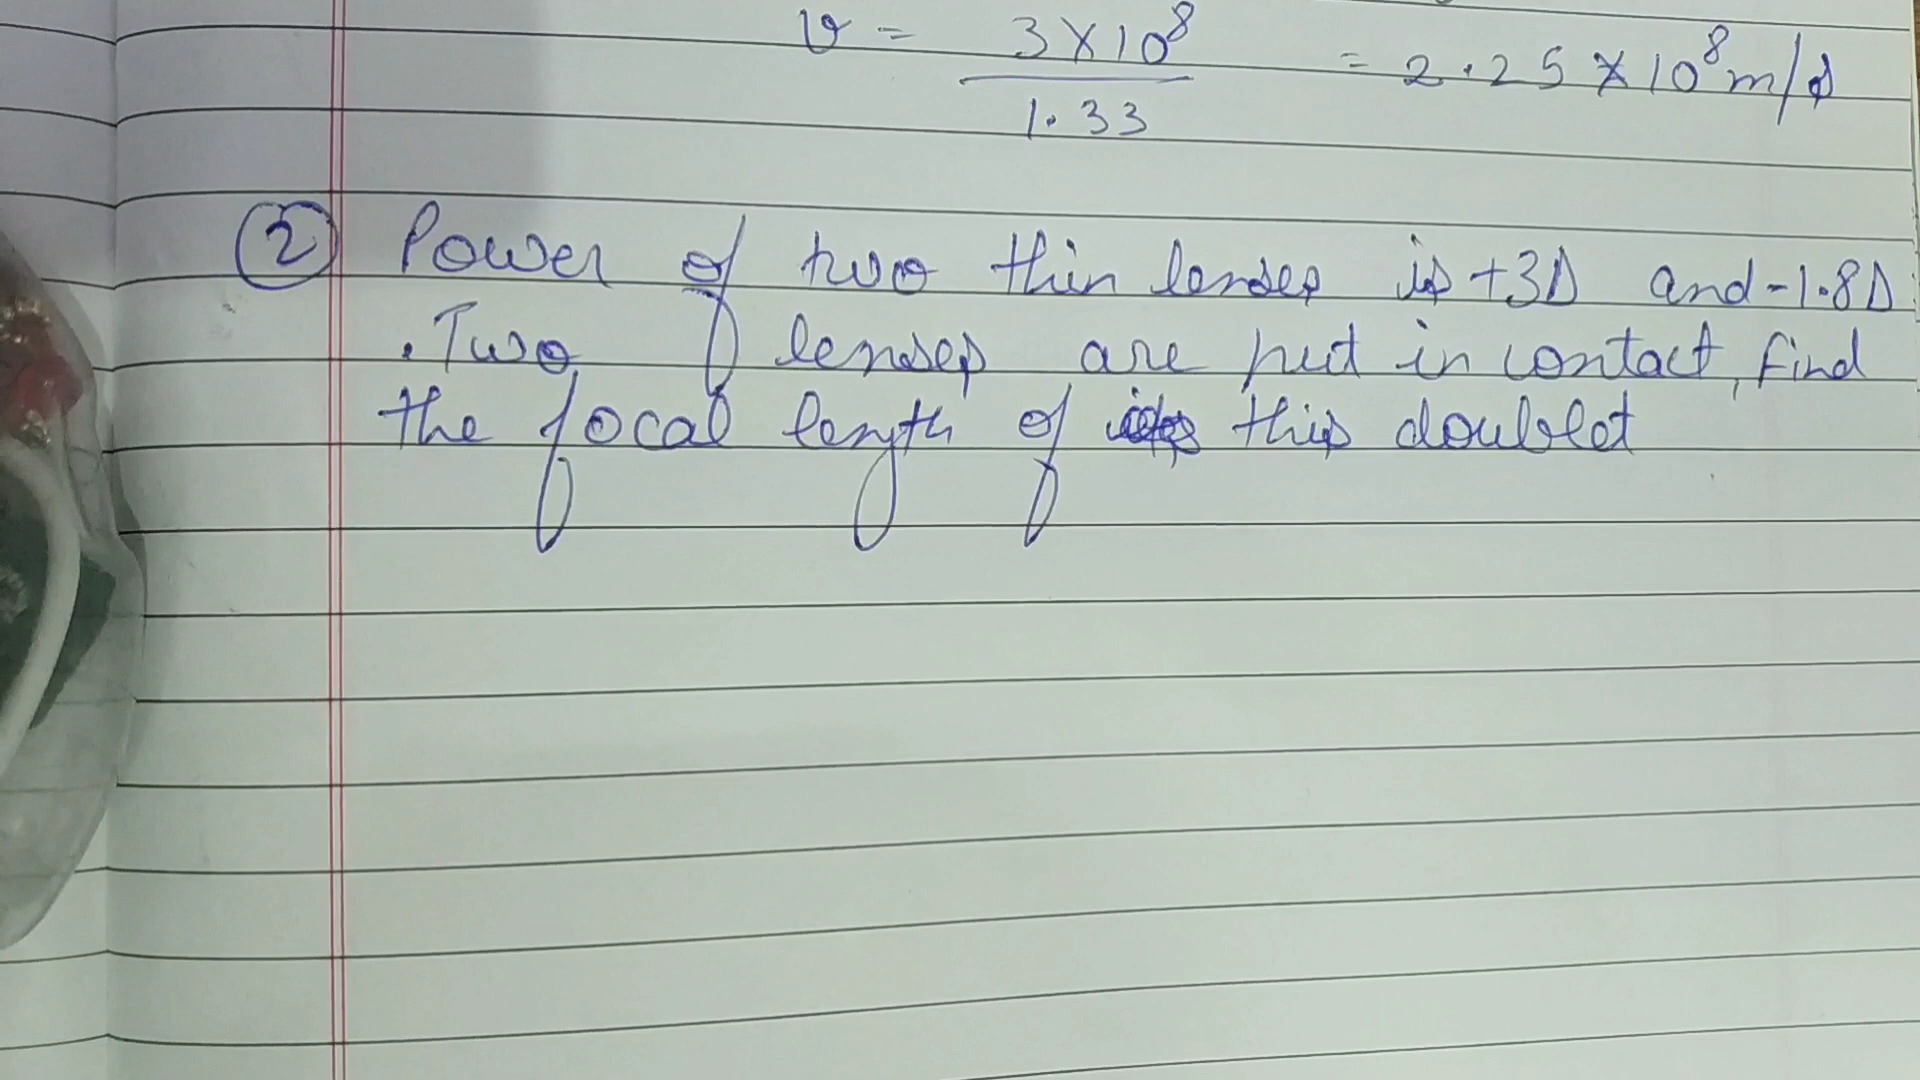 v = 3×10⁸ / 1.33 = 2.25 × 10⁸ m/s
② Power of two thin lenses is +3D and -1.8D
. Two lenses are put in contact, find
the focal length of this doublet